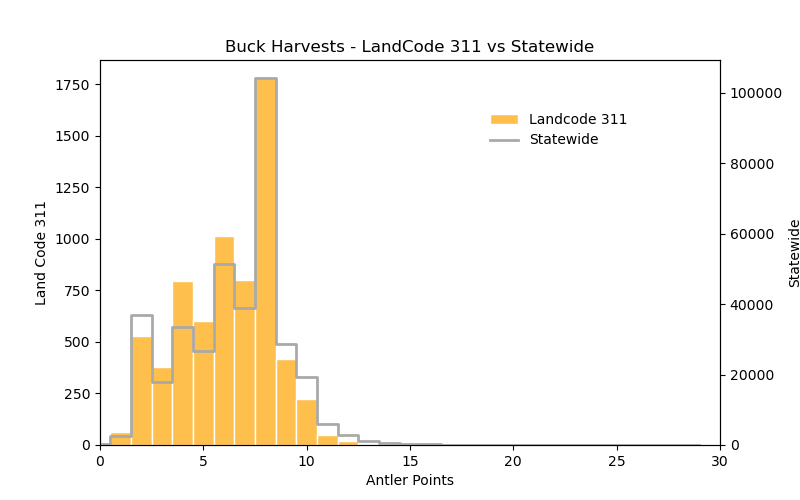 Buck Harvests - LandCode 311 vs Statewide
Landcode 311
Statewide
Land Code 311
1750
1500
1250
1000
750
500
250
0
100000
80000
60000
40000
20000
0
Statewide
0 5 10 15 20 25 30
Antler Points